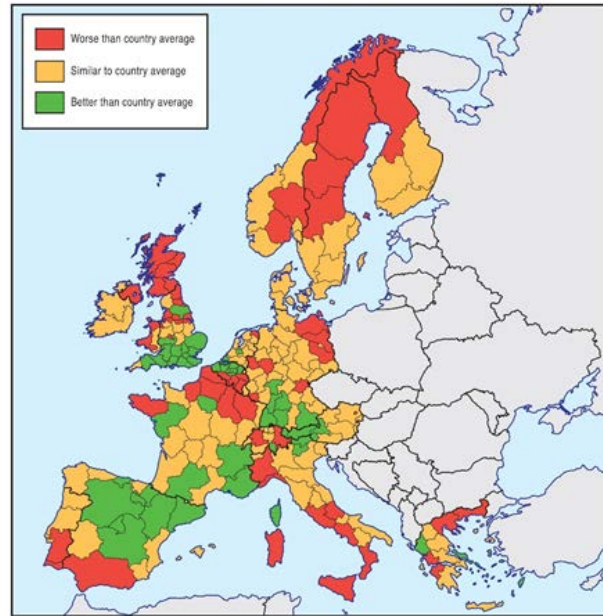 Worse than country average
Similar to country average
Better than country average